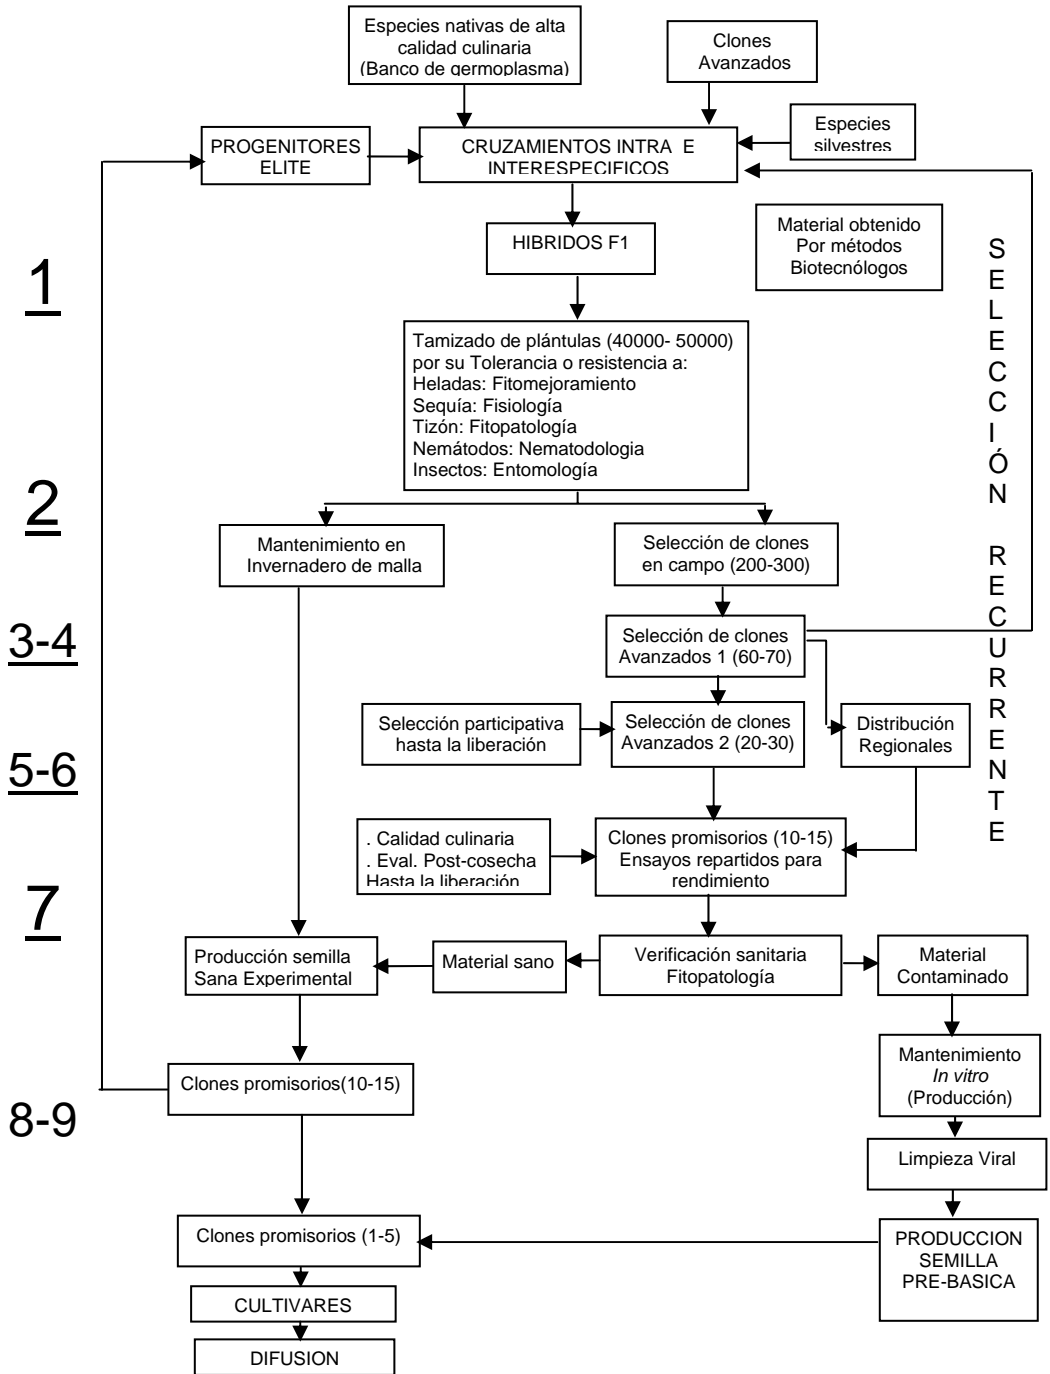 Especies nativas de alta
calidad culinaria
(Banco de germoplasma)
Clones
Avanzados
Especies
silvestres
PROGENITORES
ELITE
CRUZAMIENTOS INTRA E
INTERESPECIFICOS
HIBRIDOS F1
Material obtenido
Por métodos
Biotecnólogos
1
Tamizado de plántulas (40000- 50000)
por su Tolerancia o resistencia a:
Heladas: Fitomejoramiento
Sequía: Fisiología
Tizón: Fitopatología
Nemátodos: Nematodologia
Insectos: Entomología
S
E
L
E
C
C
I
Ó
N
R
E
C
U
R
R
E
N
T
E
2
Mantenimiento en
Invernadero de malla
Selección de clones
en campo (200-300)
3-4
Selección de clones
Avanzados 1 (60-70)
Selección participativa
hasta la liberación
Selección de clones
Avanzados 2 (20-30)
Distribución
Regionales
5-6
. Calidad culinaria
. Eval. Post-cosecha
Hasta la liberación
Clones promisorios (10-15)
Ensayos repartidos para
rendimiento
7
Producción semilla
Sana Experimental
Material sano
Verificación sanitaria
Fitopatología
Material
Contaminado
Mantenimiento
In vitro
(Producción)
Clones promisorios(10-15)
8-9
Limpieza Viral
Clones promisorios (1-5)
PRODUCCION
SEMILLA
PRE-BASICA
CULTIVARES
DIFUSION